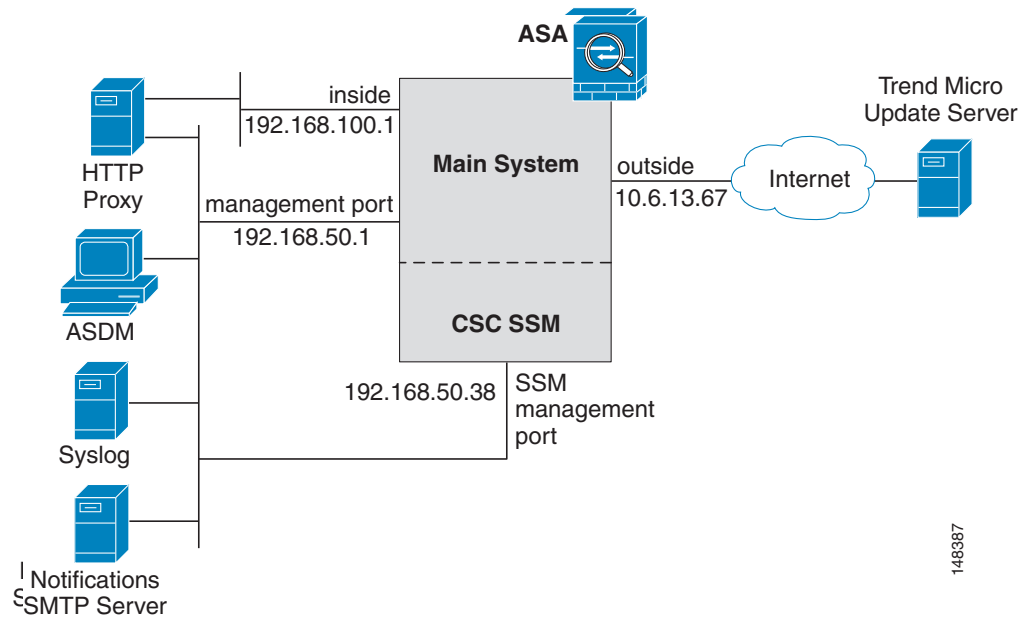 ASA
Trend Micro
Update Server
inside
192.168.100.1
Main System
outside
10.6.13.67
Internet
HTTP
Proxy
management port
192.168.50.1
ASDM
CSC SSM
192.168.50.38
SSM
management
port
Syslog
148387
Notifications
SMTP Server